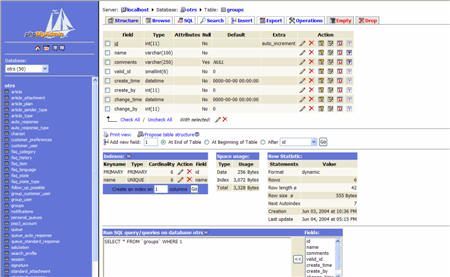 phpMyAdmin
Database:
otrs (50)
otrs
article
article_attachment
article_plain
article_sender_type
article_type
auto_response
auto_response_type
charset
customer_preferences
customer_user
faq_category
faq_history
faq_item
faq_language
faq_state
faq_state_type
follow_up_possible
group_customer_user
group_user
groups
notifications
personal_queues
pop3_account
queue
queue_auto_response
queue_standard_response
salutation
search_profile
session
signature
standard_attachment
Server: localhost ▸ Database: otrs ▸ Table: groups
Structure Browse SQL Search Insert Export Operations Empty Drop
Field Type Attributes Null Default Extra Action
id int(11) No auto_increment
name varchar(100) No
comments varchar(250) Yes NULL
valid_id smallint(6) No 0
create_time datetime No 0000-00-00 00:00:00
create_by int(11) No 0
change_time datetime No 0000-00-00 00:00:00
change_by int(11) No 0
Check All / Uncheck All With selected:
Print view Propose table structure
Add new field: 1 At End of Table At Beginning of Table After id Go
Indexes:
Keyname Type Cardinality Action Field
PRIMARY PRIMARY 6 id
name UNIQUE 6 name
Create an index on 1 columns Go
Space usage:
Type Usage
Data 256 Bytes
Index 3,072 Bytes
Total 3,328 Bytes
Row Statistic:
Statements Value
Format dynamic
Rows 6
Row length ø 42
Row size ø 555 Bytes
Next Autoindex 7
Creation Jun 03, 2004 at 10:36 PM
Last update Jun 04, 2004 at 05:15 PM
Run SQL query/queries on database otrs
SELECT * FROM `groups` WHERE 1
<<
Fields:
id
name
comments
valid_id
create_time
create_by